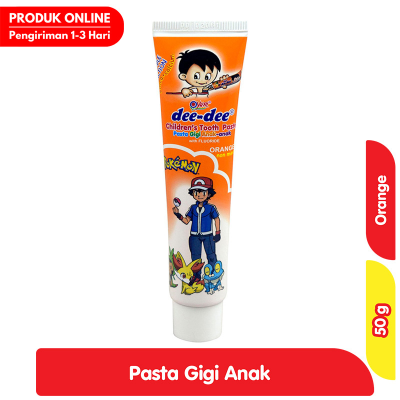 PRODUK ONLINE
Pengiriman 1-3 Hari
dee-dee®
Children's Tooth Paste
Pasta Gigi Anak-anak
WITH FLUORIDE
ORANGE
POKÉMON
Orange
50 g
Pasta Gigi Anak